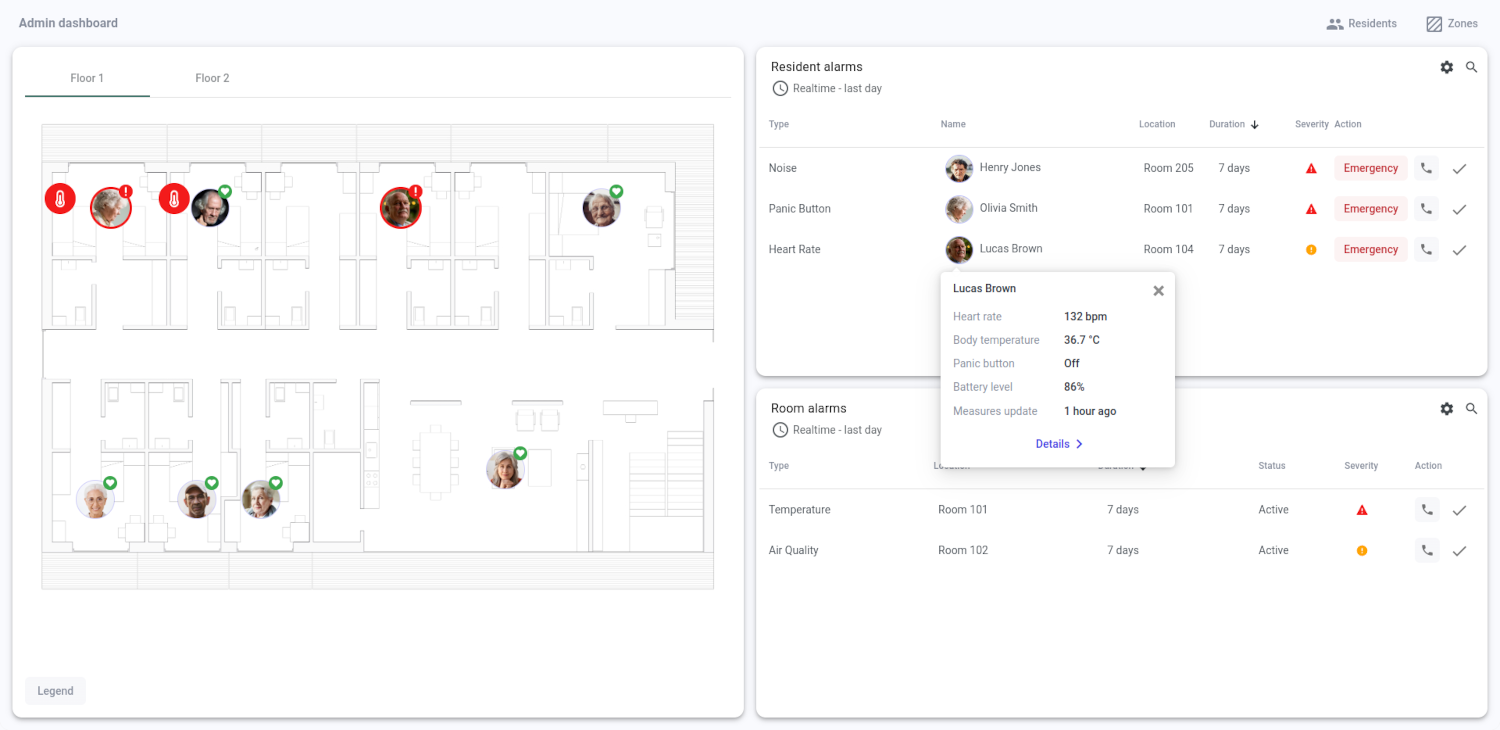 Admin dashboard
Residents
Zones
Floor 1
Floor 2
Legend
Resident alarms
Realtime - last day
Type Name Location Duration Severity Action
Noise Henry Jones Room 205 7 days Emergency
Panic Button Olivia Smith Room 101 7 days Emergency
Heart Rate Lucas Brown Room 104 7 days Emergency
Lucas Brown
Heart rate 132 bpm
Body temperature 36.7 °C
Panic button Off
Battery level 86%
Measures update 1 hour ago
Details
Room alarms
Realtime - last day
Type Location Duration Status Severity Action
Temperature Room 101 7 days Active
Air Quality Room 102 7 days Active